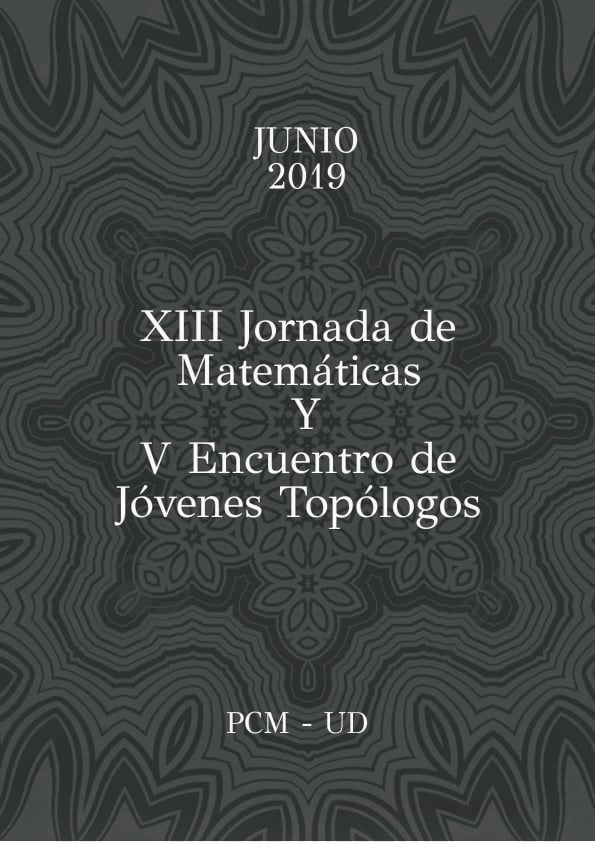 JUNIO
2019
XIII Jornada de
Matemáticas
Y
V Encuentro de
Jóvenes Topólogos
PCM - UD